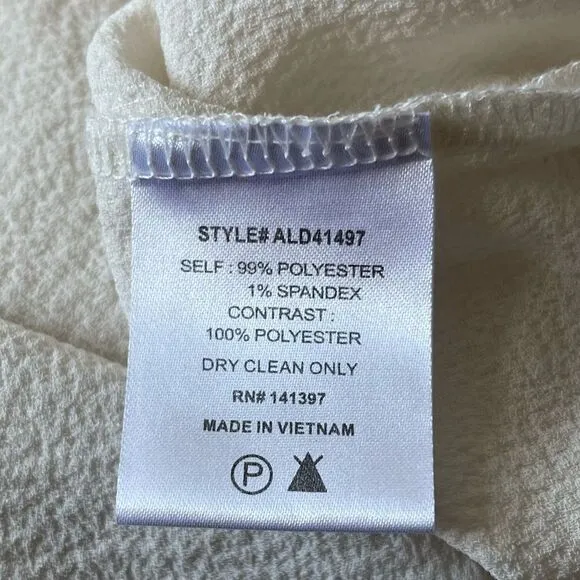 STYLE# ALD41497
SELF : 99% POLYESTER
1% SPANDEX
CONTRAST :
100% POLYESTER
DRY CLEAN ONLY
RN# 141397
MADE IN VIETNAM
P